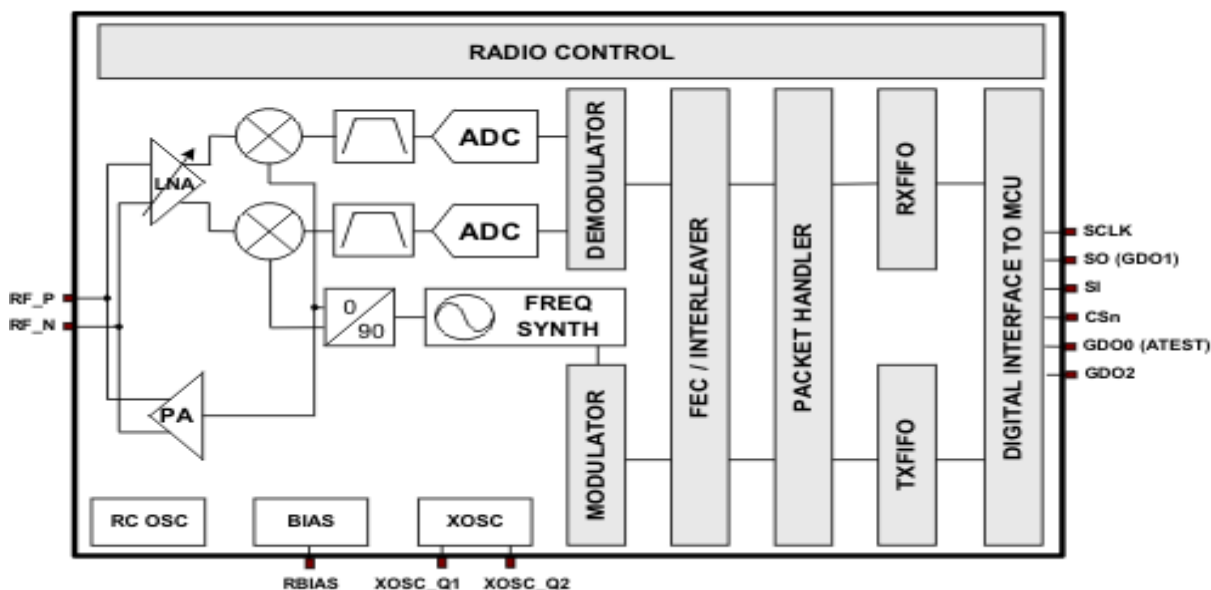 RADIO CONTROL
LNA
ADC
ADC
DEMODULATOR
FEC / INTERLEAVER
PACKET HANDLER
RXFIFO
DIGITAL INTERFACE TO MCU
SCLK
SO (GDO1)
SI
CSn
GDO0 (ATEST)
GDO2
RF_P
RF_N
0
90
FREQ
SYNTH
PA
MODULATOR
TXFIFO
RC OSC
BIAS
XOSC
RBIAS
XOSC_Q1
XOSC_Q2